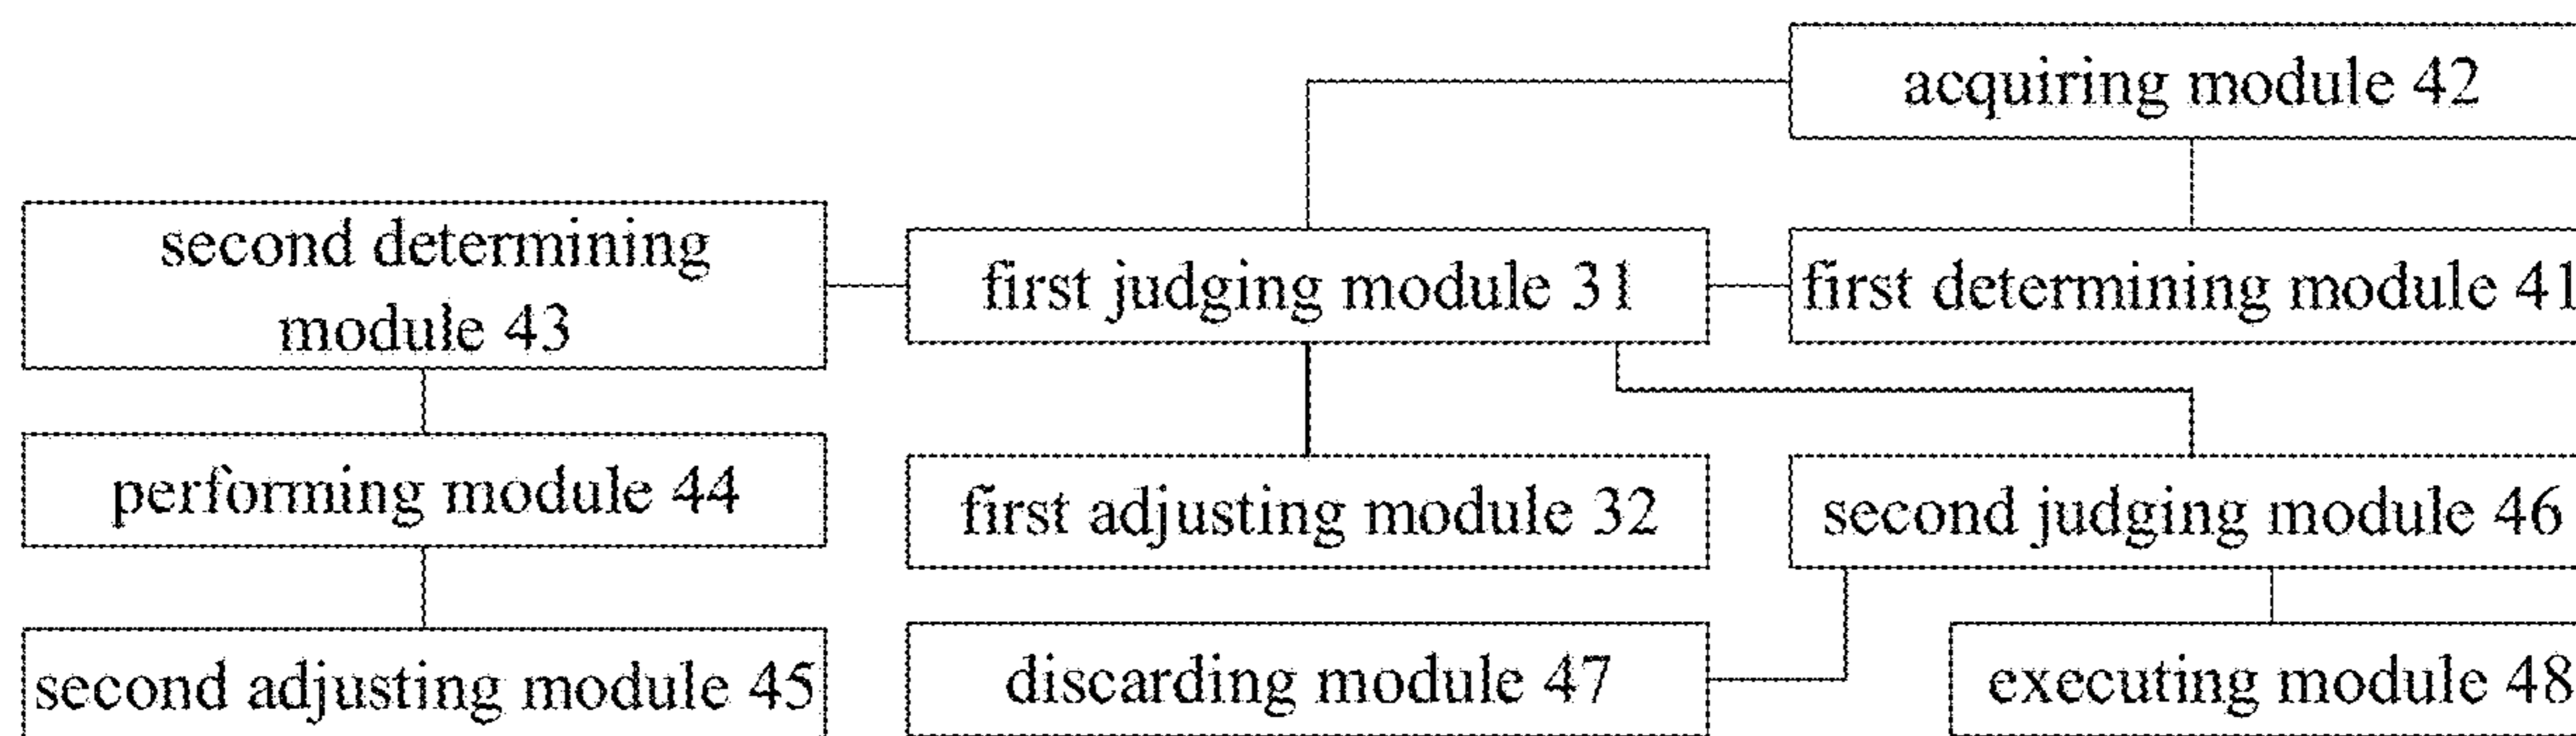 acquiring module 42
second determining
module 43
first judging module 31
first determining module 41
performing module 44
first adjusting module 32
second judging module 46
second adjusting module 45
discarding module 47
executing module 48